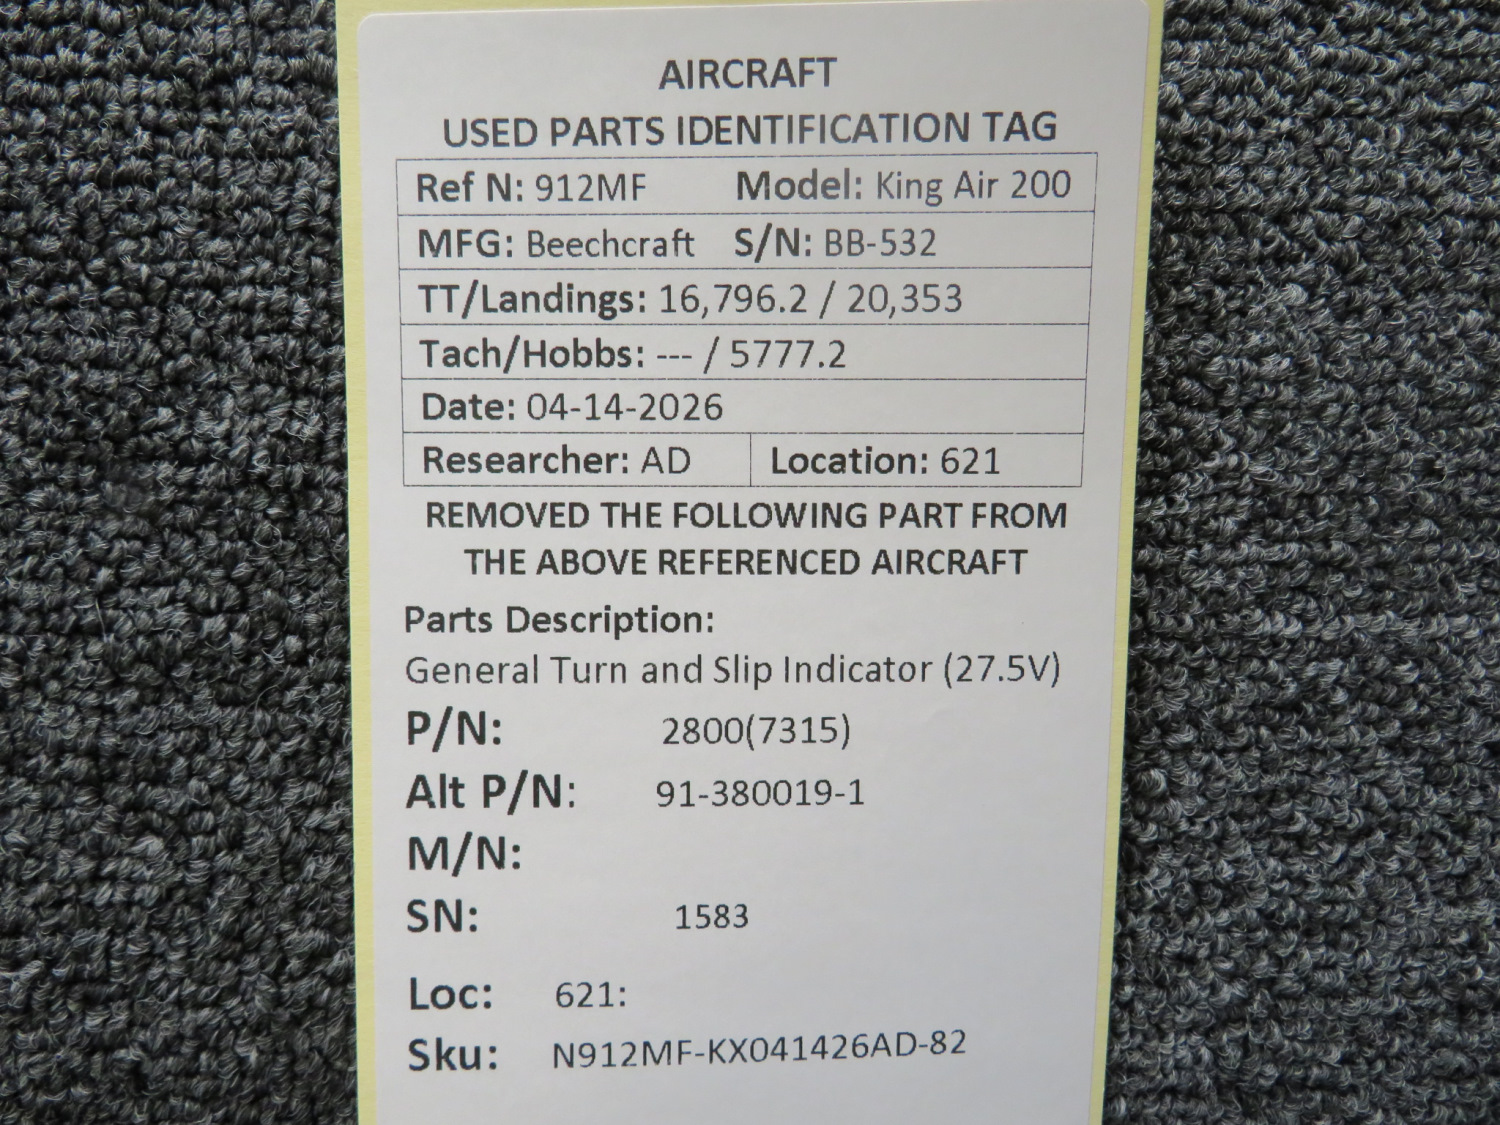 AIRCRAFT
USED PARTS IDENTIFICATION TAG
Ref N: 912MF Model: King Air 200
MFG: Beechcraft S/N: BB-532
TT/Landings: 16,796.2 / 20,353
Tach/Hobbs: --- / 5777.2
Date: 04-14-2026
Researcher: AD Location: 621
REMOVED THE FOLLOWING PART FROM
THE ABOVE REFERENCED AIRCRAFT
Parts Description:
General Turn and Slip Indicator (27.5V)
P/N: 2800(7315)
Alt P/N: 91-380019-1
M/N:
SN: 1583
Loc: 621:
Sku: N912MF-KX041426AD-82